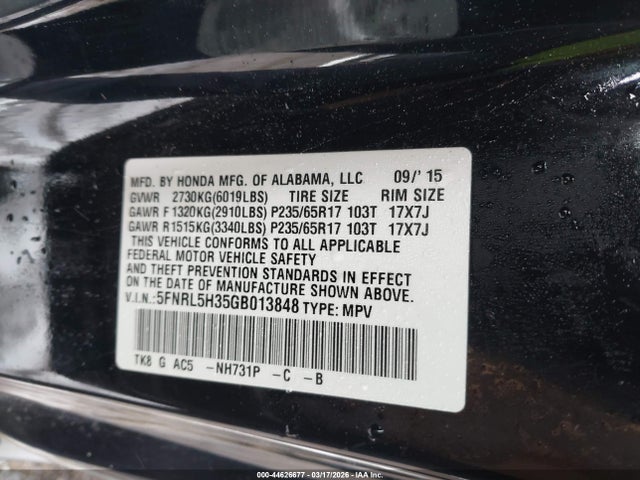 MFD. BY HONDA MFG. OF ALABAMA, LLC 09/' 15
GVWR 2730KG(6019LBS) TIRE SIZE RIM SIZE
GAWR F 1320KG(2910LBS) P235/65R17 103T 17X7J
GAWR R 1515KG(3340LBS) P235/65R17 103T 17X7J
THIS VEHICLE CONFORMS TO ALL APPLICABLE
FEDERAL MOTOR VEHICLE SAFETY
AND THEFT PREVENTION STANDARDS IN EFFECT
ON THE DATE OF MANUFACTURE SHOWN ABOVE.
V.I.N.:5FNRL5H35GB013848 TYPE: MPV
TK8 G AC5 -NH731P -C -B
000-44626677 — 03/17/2026 — IAAI.COM